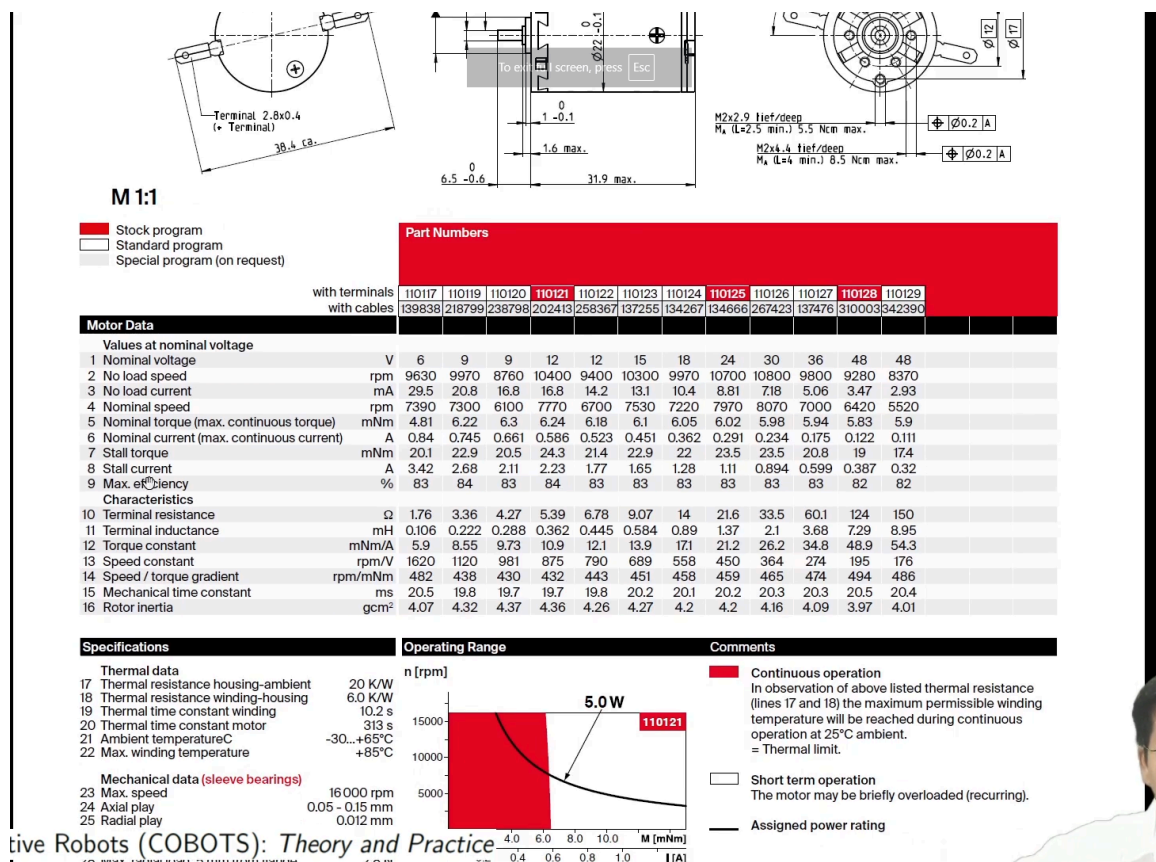 Ø22 -0.1
0
Ø12
Ø17
To exit full screen, press Esc
Terminal 2.8x0.4
(+ Terminal)
38.4 ca.
0
1 -0.1
1.6 max.
0
6.5 -0.6
31.9 max.
M2x2.9 tief/deep
MA (L=2.5 min.) 5.5 Ncm max.
Ø0.2 A
M2x4.4 tief/deep
MA (L=4 min.) 8.5 Ncm max.
Ø0.2 A
M 1:1
Stock program
Standard program
Special program (on request)
Part Numbers
with terminals 110117 110119 110120 110121 110122 110123 110124 110125 110126 110127 110128 110129
with cables 139838 218799 238798 202413 258367 137255 134267 134666 267423 137476 310003 342390
Motor Data
Values at nominal voltage
1 Nominal voltage V 6 9 9 12 12 15 18 24 30 36 48 48
2 No load speed rpm 9630 9970 8760 10400 9400 10300 9970 10700 10800 9800 9280 8370
3 No load current mA 29.5 20.8 16.8 16.8 14.2 13.1 10.4 8.81 7.18 5.06 3.47 2.93
4 Nominal speed rpm 7390 7300 6100 7770 6700 7530 7220 7970 8070 7000 6420 5520
5 Nominal torque (max. continuous torque) mNm 4.81 6.22 6.3 6.24 6.18 6.1 6.05 6.02 5.98 5.94 5.83 5.9
6 Nominal current (max. continuous current) A 0.84 0.745 0.661 0.586 0.523 0.451 0.362 0.291 0.234 0.175 0.122 0.111
7 Stall torque mNm 20.1 22.9 20.5 24.3 21.4 22.9 22 23.5 23.5 20.8 19 17.4
8 Stall current A 3.42 2.68 2.11 2.23 1.77 1.65 1.28 1.11 0.894 0.599 0.387 0.32
9 Max. efficiency % 83 84 83 84 83 83 83 83 83 83 82 82
Characteristics
10 Terminal resistance Ω 1.76 3.36 4.27 5.39 6.78 9.07 14 21.6 33.5 60.1 124 150
11 Terminal inductance mH 0.106 0.222 0.288 0.362 0.445 0.584 0.89 1.37 2.1 3.68 7.29 8.95
12 Torque constant mNm/A 5.9 8.55 9.73 10.9 12.1 13.9 17.1 21.2 26.2 34.8 48.9 54.3
13 Speed constant rpm/V 1620 1120 981 875 790 689 558 450 364 274 195 176
14 Speed / torque gradient rpm/mNm 482 438 430 432 443 451 458 459 465 474 494 486
15 Mechanical time constant ms 20.5 19.8 19.7 19.7 19.8 20.2 20.1 20.2 20.3 20.3 20.5 20.4
16 Rotor inertia gcm² 4.07 4.32 4.37 4.36 4.26 4.27 4.2 4.2 4.16 4.09 3.97 4.01
Specifications
Thermal data
17 Thermal resistance housing-ambient 20 K/W
18 Thermal resistance winding-housing 6.0 K/W
19 Thermal time constant winding 10.2 s
20 Thermal time constant motor 313 s
21 Ambient temperatureC -30...+65°C
22 Max. winding temperature +85°C
Mechanical data (sleeve bearings)
23 Max. speed 16000 rpm
24 Axial play 0.05 - 0.15 mm
25 Radial play 0.012 mm
Operating Range
n [rpm]
5.0 W
15000
110121
10000
5000
4.0 6.0 8.0 10.0 M [mNm]
0.4 0.6 0.8 1.0 I [A]
Comments
Continuous operation
In observation of above listed thermal resistance
(lines 17 and 18) the maximum permissible winding
temperature will be reached during continuous
operation at 25°C ambient.
= Thermal limit.
Short term operation
The motor may be briefly overloaded (recurring).
Assigned power rating
tive Robots (COBOTS): Theory and Practice